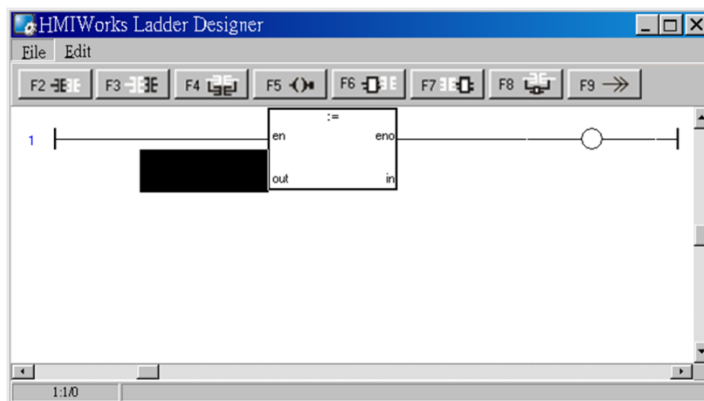 HMIWorks Ladder Designer
File Edit
F2 F3 F4 F5 F6 F7 F8 F9
:=
1 en eno
out in
1:1/0